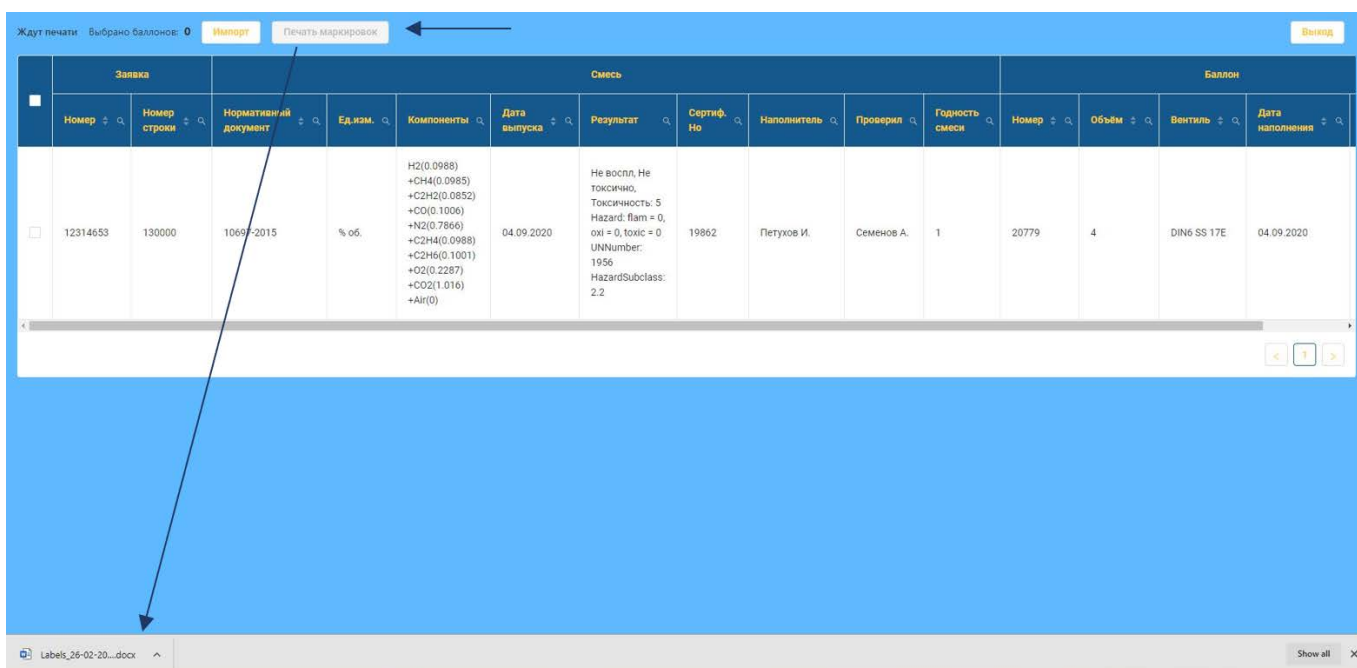 Ждут печати Выбрано баллонов: 0 Импорт Печать маркировок Выход
Заявка Смесь Баллон
Номер Номер строки Нормативный документ Ед.изм. Компоненты Дата выпуска Результат Сертиф. Но Наполнитель Проверил Годность смеси Номер Объём Вентиль Дата наполнения
12314653 130000 10697-2015 % об.
H2(0.0988)
+CH4(0.0985)
+C2H2(0.0852)
+CO(0.1006)
+N2(0.7866)
+C2H4(0.0988)
+C2H6(0.1001)
+O2(0.2287)
+CO2(1.016)
+Air(0)
04.09.2020
Не воспл, Не
токсично,
Токсичность: 5
Hazard: flam = 0,
oxi = 0, toxic = 0
UNNumber:
1956
HazardSubclass:
2.2
19862 Петухов И. Семенов А. 1 20779 4 DIN6 SS 17E 04.09.2020
< 1 >
Labels_26-02-20....docx Show all